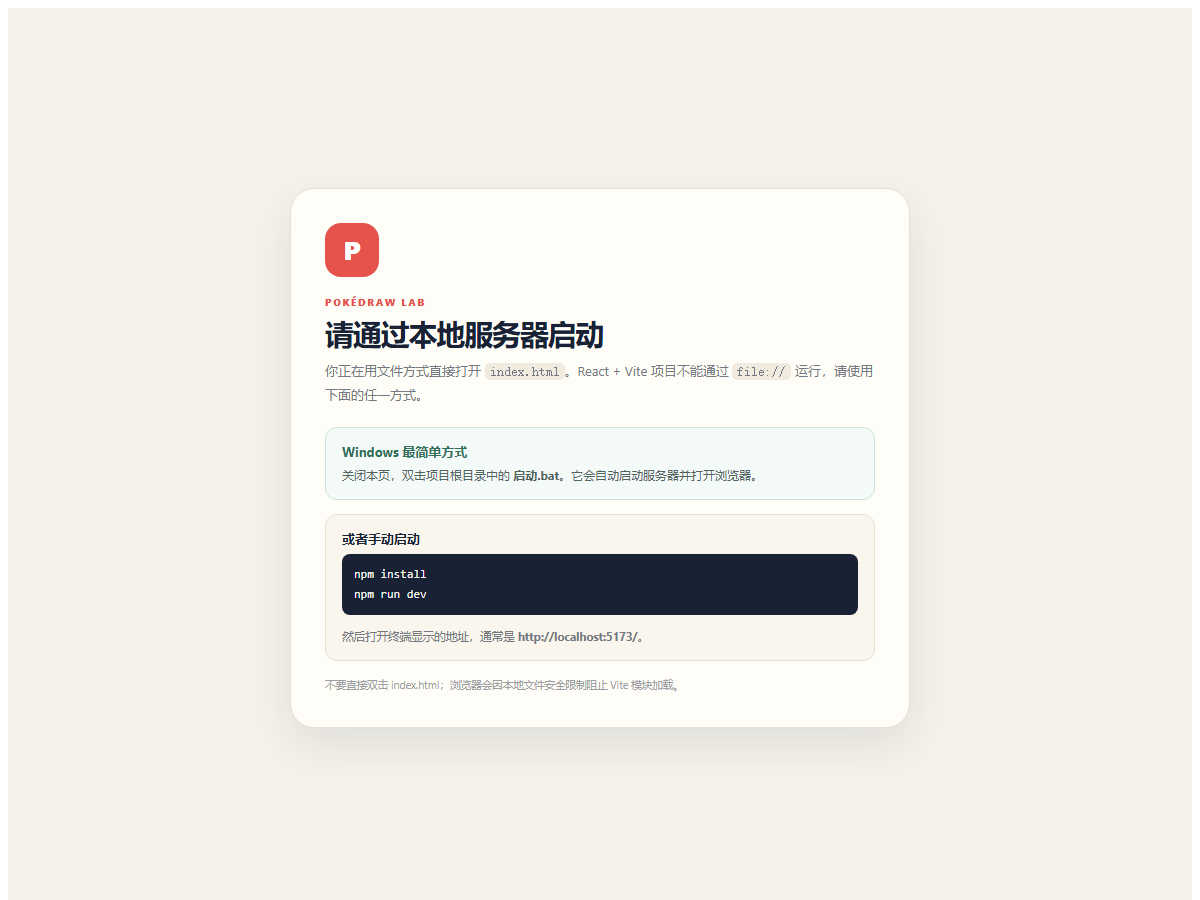 P
POKÉDRAW LAB
请通过本地服务器启动
你正在用文件方式直接打开 index.html。React + Vite 项目不能通过 file:// 运行，请使用
下面的任一方式。
Windows 最简单方式
关闭本页，双击项目根目录中的 启动.bat。它会自动启动服务器并打开浏览器。
或者手动启动
npm install
npm run dev
然后打开终端显示的地址，通常是 http://localhost:5173/。
不要直接双击 index.html；浏览器会因本地文件安全限制阻止 Vite 模块加载。